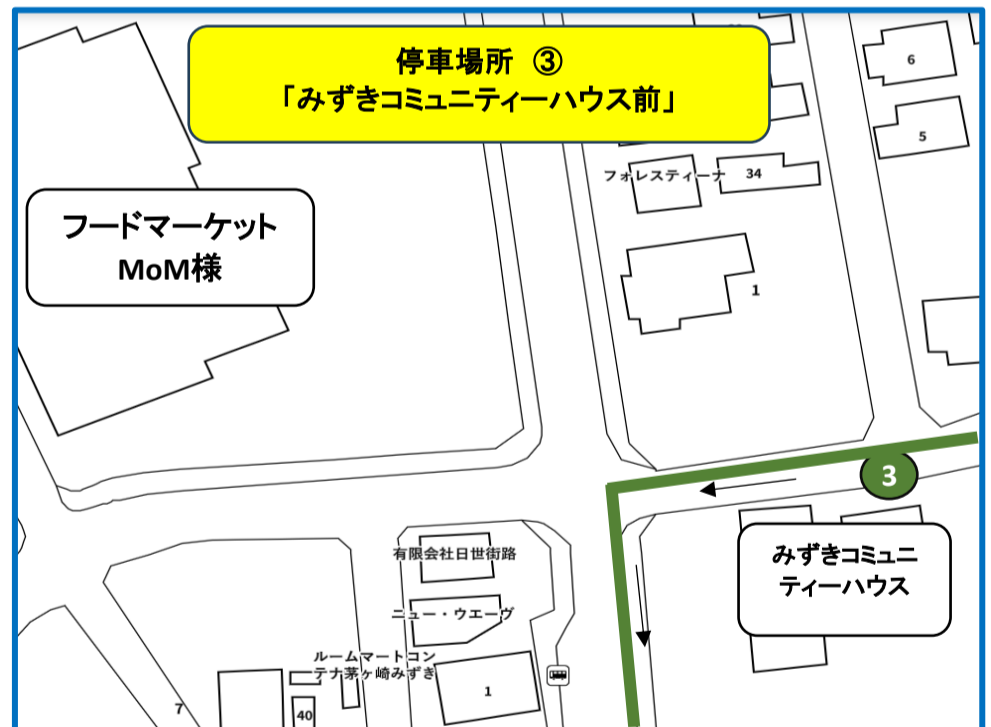 停車場所 ③
「みずきコミュニティーハウス前」
6
5
フォレスティーナ
34
フードマーケット
MoM様
1
3
有限会社日世街路
みずきコミュニ
ティーハウス
ニュー・ウエーヴ
ルームマートコン
テナ茅ヶ崎みずき
1
7
40